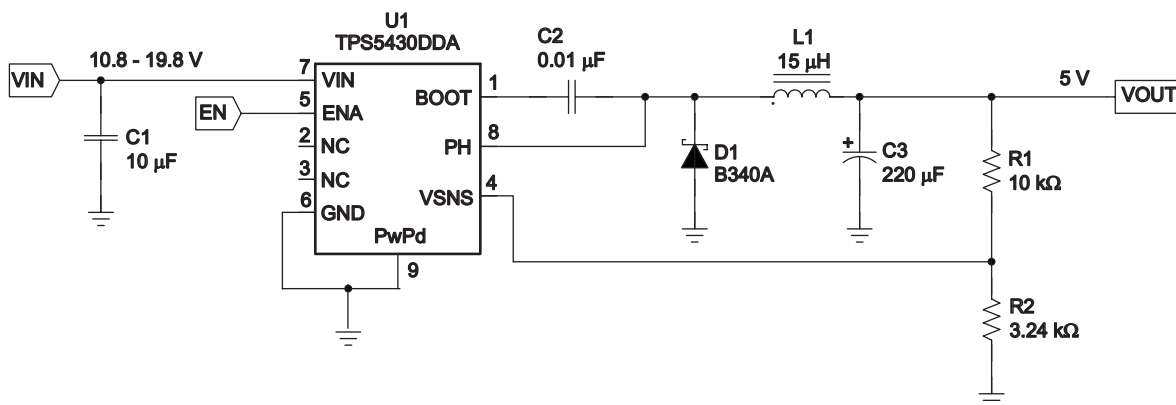 U1
TPS5430DDA
VIN
10.8 - 19.8 V
EN
C1
10 µF
7
5
2
3
6
VIN
ENA
NC
NC
GND
BOOT
PH
VSNS
PwPd
1
8
4
9
C2
0.01 µF
L1
15 µH
D1
B340A
+
C3
220 µF
5 V
VOUT
R1
10 kΩ
R2
3.24 kΩ